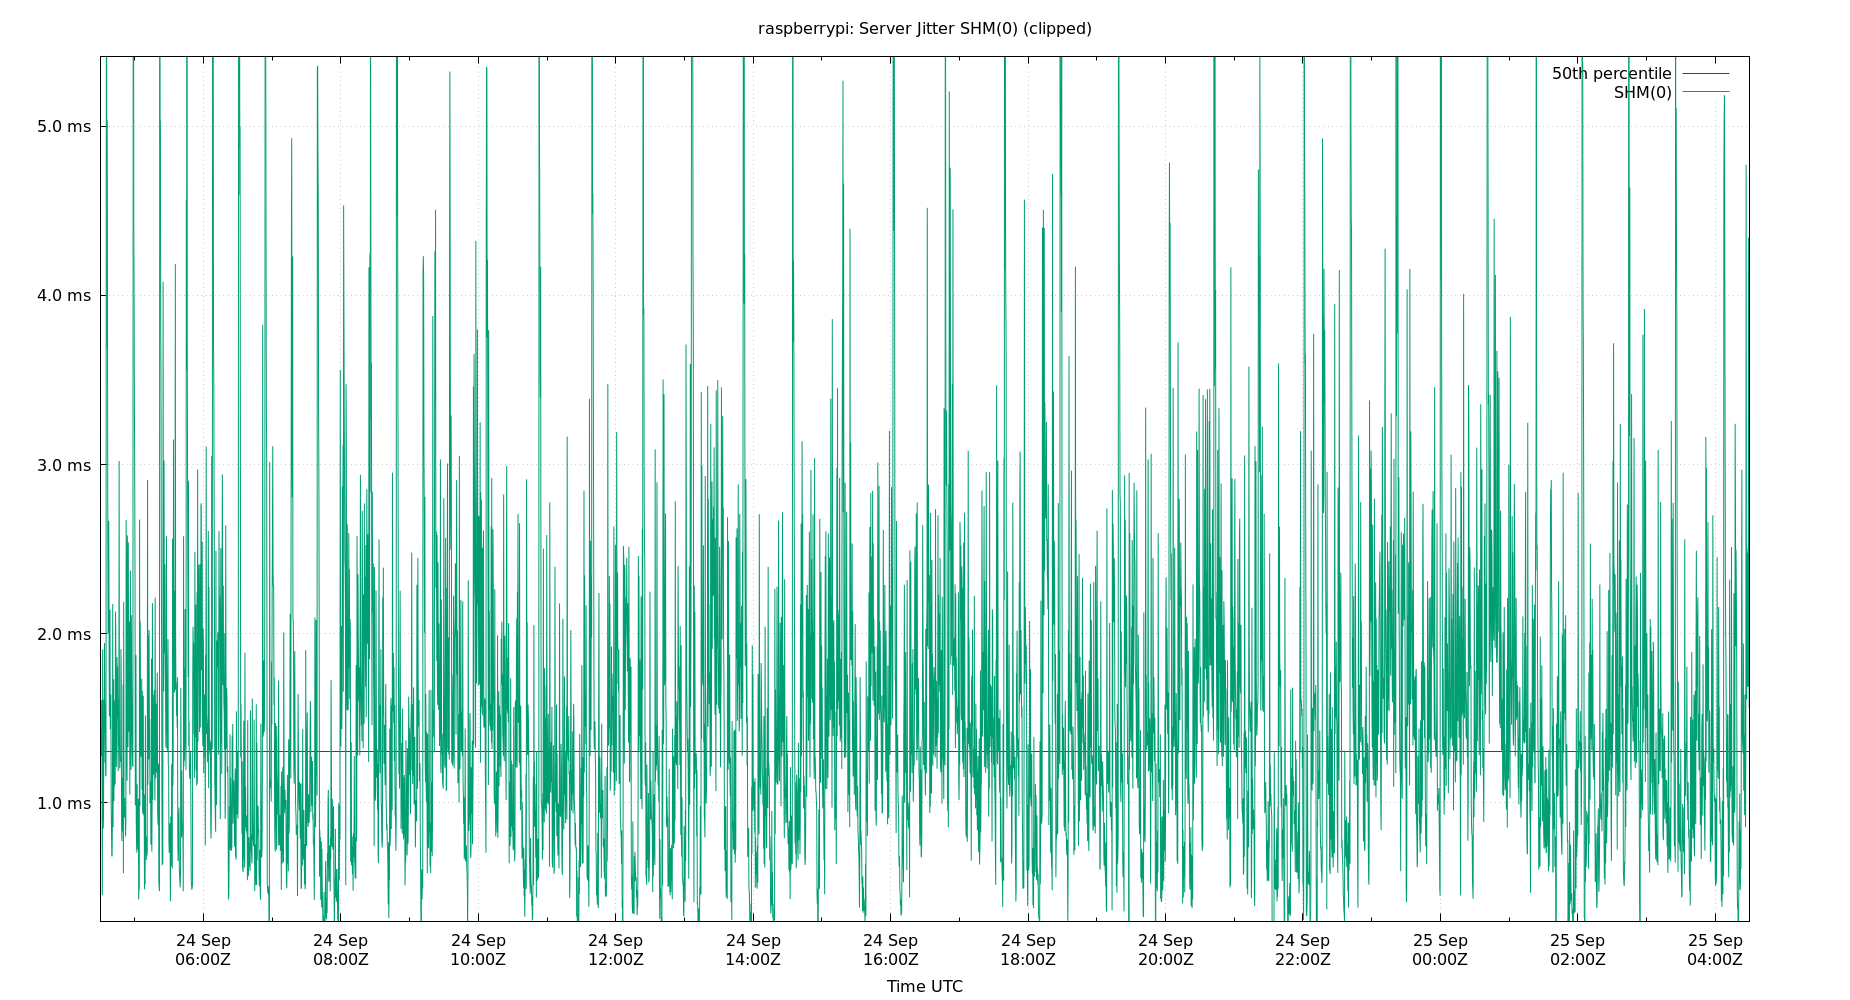 raspberrypi: Server Jitter SHM(0) (clipped)
50th percentile
SHM(0)
5.0 ms
4.0 ms
3.0 ms
2.0 ms
1.0 ms
24 Sep 24 Sep 24 Sep 24 Sep 24 Sep 24 Sep 24 Sep 24 Sep 24 Sep 25 Sep 25 Sep 25 Sep
06:00Z 08:00Z 10:00Z 12:00Z 14:00Z 16:00Z 18:00Z 20:00Z 22:00Z 00:00Z 02:00Z 04:00Z
Time UTC